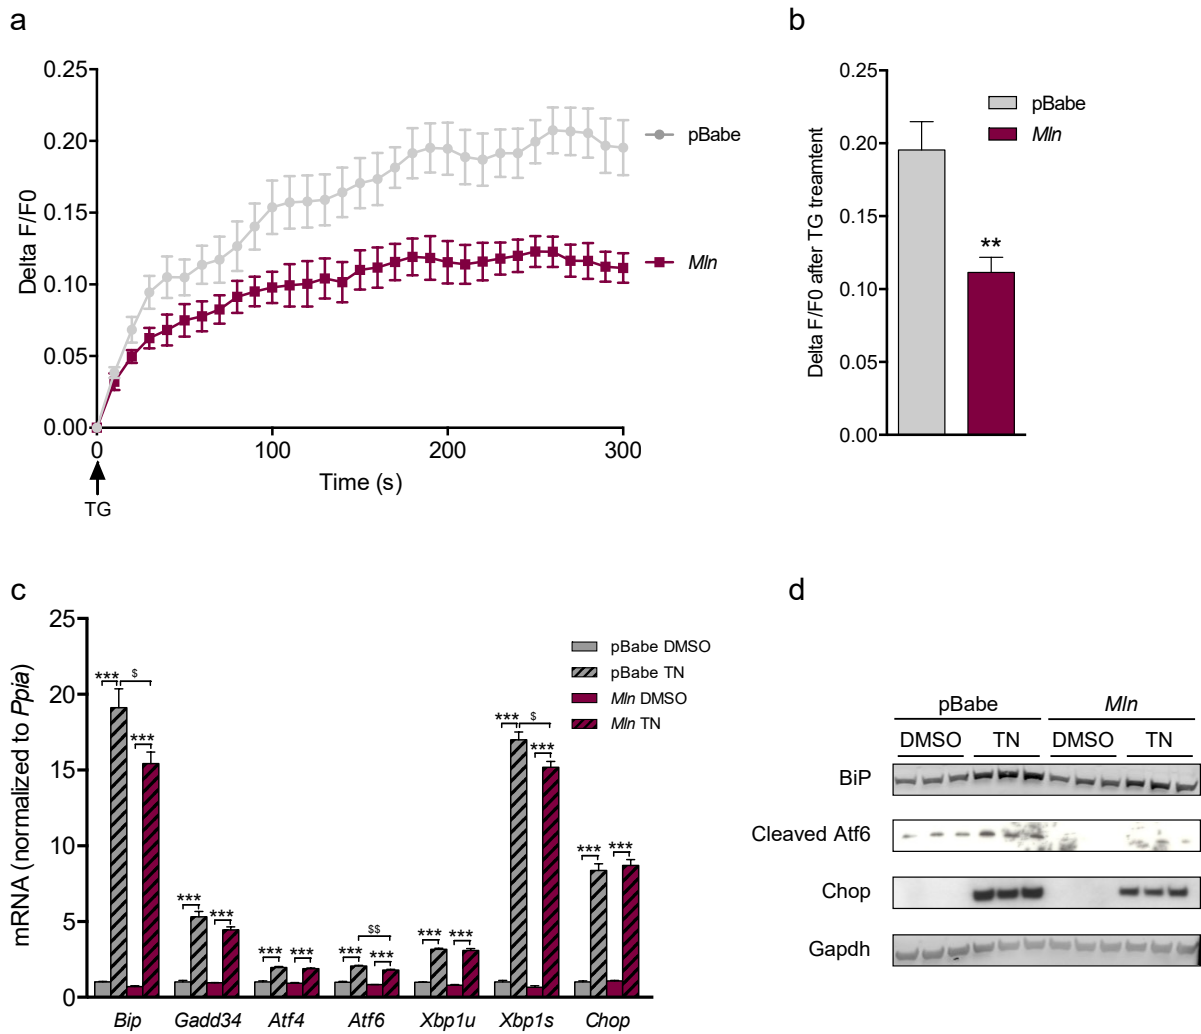 a
0.25
0.20
0.15
0.10
0.05
0.00
Delta F/F0
0
100
200
300
Time (s)
TG
pBabe
Mln
b
0.25
0.20
0.15
0.10
0.05
0.00
Delta F/F0 after TG treamtent
pBabe
Mln
**
c
25
20
15
10
5
0
mRNA (normalized to Ppia)
pBabe DMSO
pBabe TN
Mln DMSO
Mln TN
*** $ ***
*** ***
*** ***
*** $$ ***
*** ***
*** $ ***
*** ***
Bip Gadd34 Atf4 Atf6 Xbp1u Xbp1s Chop
d
pBabe Mln
DMSO TN DMSO TN
BiP
Cleaved Atf6
Chop
Gapdh